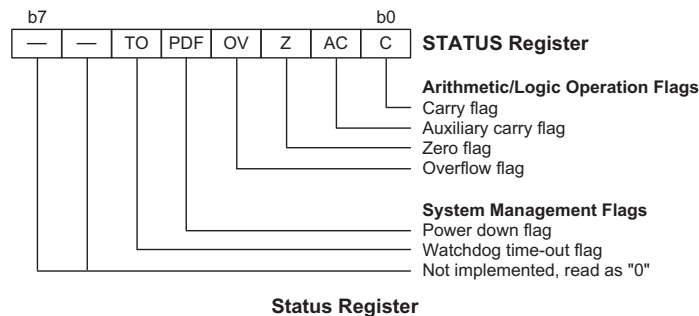 b7 b0
— — TO PDF OV Z AC C STATUS Register
Arithmetic/Logic Operation Flags
Carry flag
Auxiliary carry flag
Zero flag
Overflow flag
System Management Flags
Power down flag
Watchdog time-out flag
Not implemented, read as "0"
Status Register